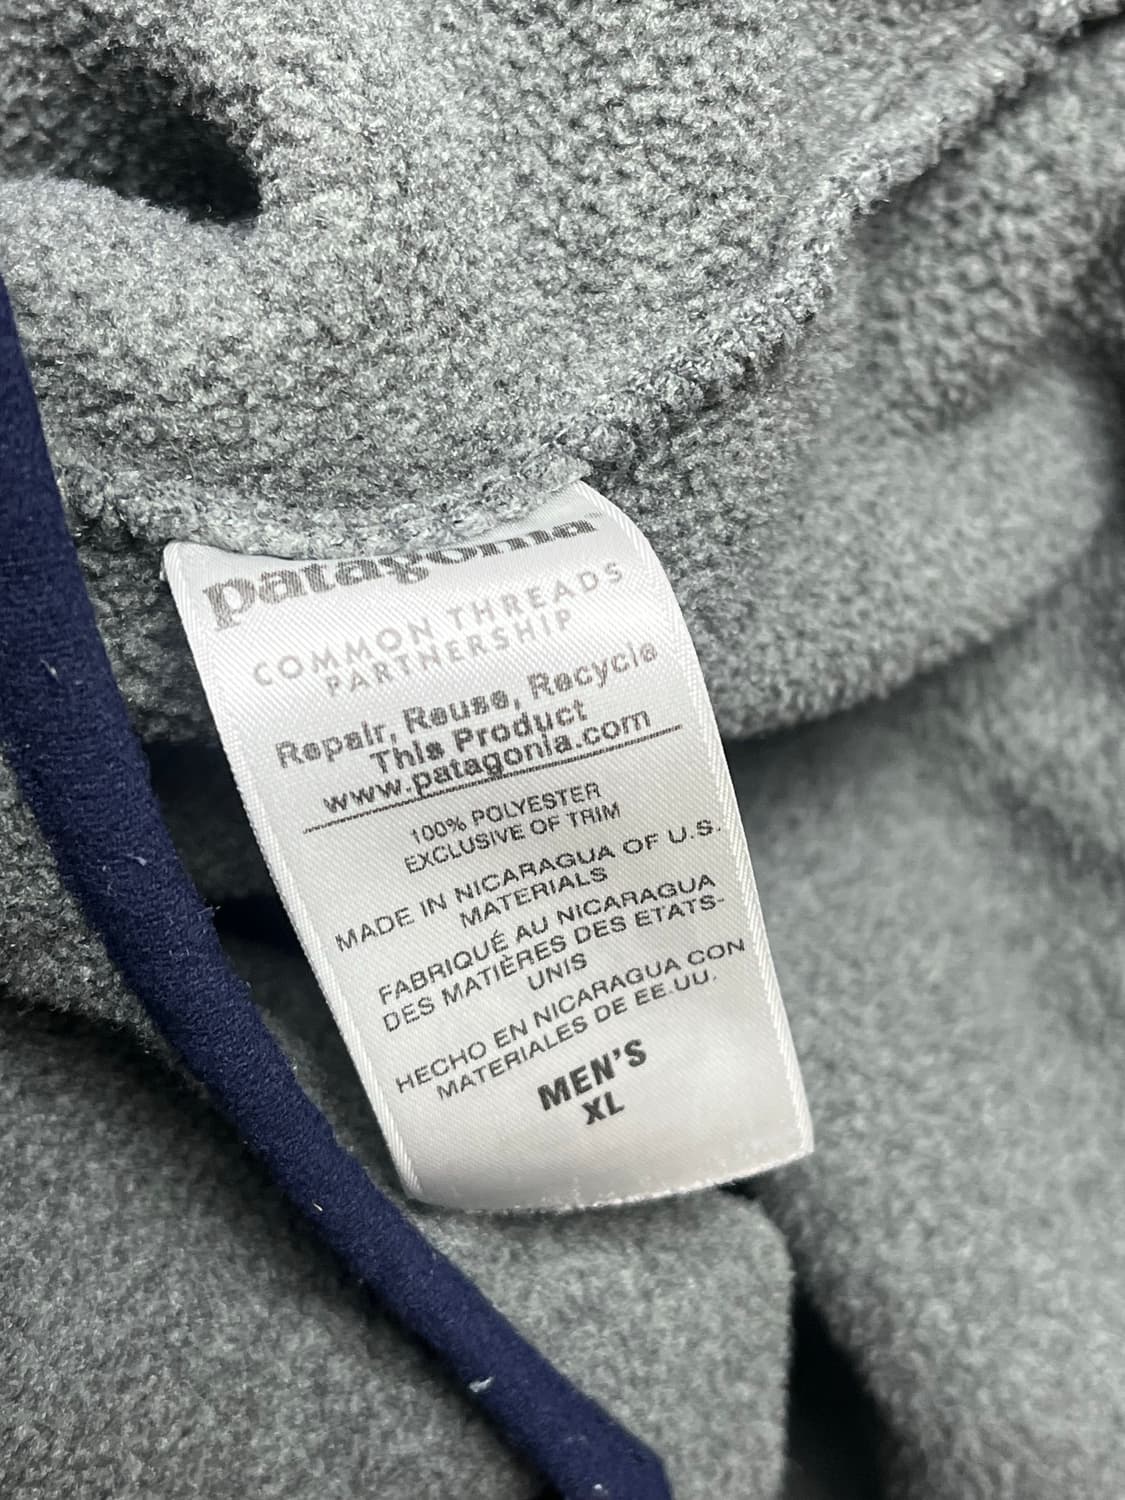 patagonia
COMMON THREADS
PARTNERSHIP
Repair, Reuse, Recycle
This Product
www.patagonia.com
100% POLYESTER
EXCLUSIVE OF TRIM
MADE IN NICARAGUA OF U.S.
MATERIALS
FABRIQUÉ AU NICARAGUA
DES MATIÈRES DES ETATS-
UNIS
HECHO EN NICARAGUA CON
MATERIALES DE EE.UU.
MEN'S
XL